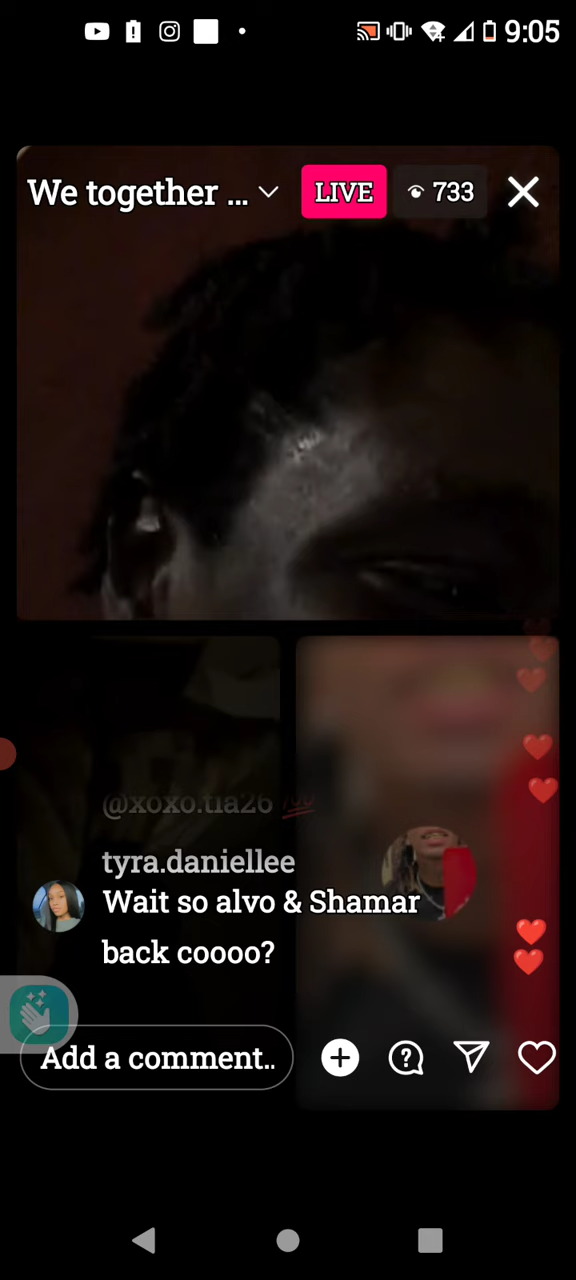 9:05
We together ...
LIVE
733
@xoxo.tia26 💯
tyra.daniellee
Wait so alvo & Shamar
back coooo?
Add a comment..